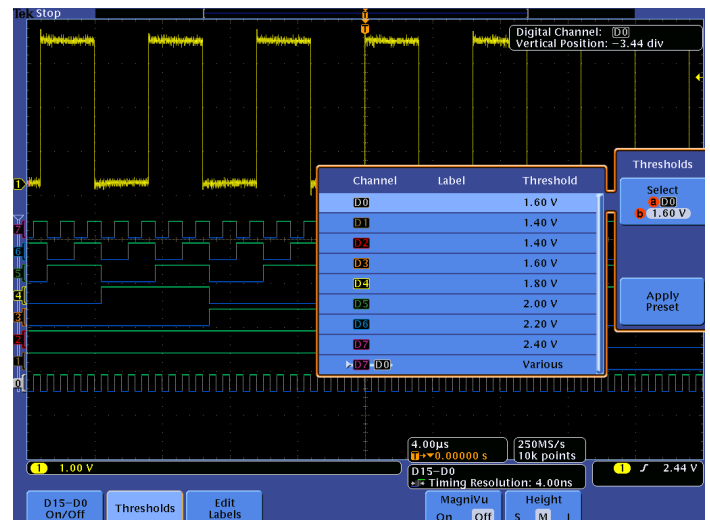 Tek Stop
T
T
Digital Channel: D0
Vertical Position: −3.44 div
1
7
6
5
4
3
2
1
0
Channel Label Threshold
D0 1.60 V
D1 1.40 V
D2 1.40 V
D3 1.60 V
D4 1.80 V
D5 2.00 V
D6 2.20 V
D7 2.40 V
D7-D0 Various
Thresholds
Select
a D0
b 1.60 V
Apply
Preset
1 1.00 V
4.00µs
T→▼0.00000 s
250MS/s
10k points
D15−D0
Timing Resolution: 4.00ns
1 ∫ 2.44 V
D15−D0
On/Off
Thresholds
Edit
Labels
MagniVu
On Off
Height
S M L